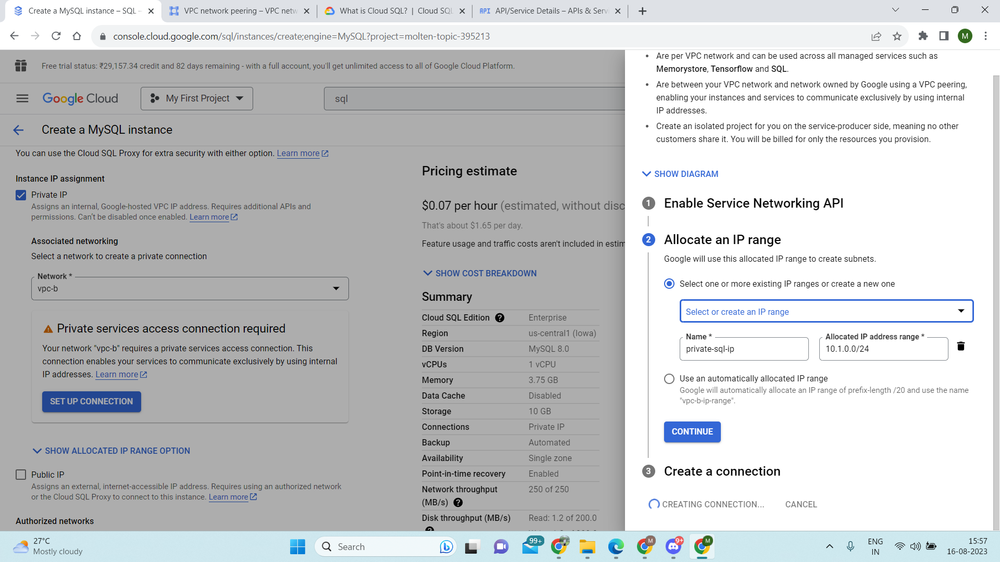 Create a MySQL instance – SQL –
VPC network peering – VPC netw
What is Cloud SQL? | Cloud SQL
API API/Service Details – APIs & Servi
console.cloud.google.com/sql/instances/create;engine=MySQL?project=molten-topic-395213
M
Free trial status: ₹29,157.34 credit and 82 days remaining - with a full account, you'll get unlimited access to all of Google Cloud Platform.
Google Cloud
My First Project
sql
Create a MySQL instance
You can use the Cloud SQL Proxy for extra security with either option. Learn more
Instance IP assignment
Private IP
Assigns an internal, Google-hosted VPC IP address. Requires additional APIs and
permissions. Can't be disabled once enabled. Learn more
Associated networking
Select a network to create a private connection
Network *
vpc-b
Private services access connection required
Your network "vpc-b" requires a private services access connection. This
connection enables your services to communicate exclusively by using internal
IP addresses. Learn more
SET UP CONNECTION
SHOW ALLOCATED IP RANGE OPTION
Public IP
Assigns an external, internet-accessible IP address. Requires using an authorized network
or the Cloud SQL Proxy to connect to this instance. Learn more
Authorized networks
Pricing estimate
$0.07 per hour (estimated, without disc
That's about $1.65 per day.
Feature usage and traffic costs aren't included in estim
SHOW COST BREAKDOWN
Summary
Cloud SQL Edition ? Enterprise
Region us-central1 (Iowa)
DB Version MySQL 8.0
vCPUs 1 vCPU
Memory 3.75 GB
Data Cache Disabled
Storage 10 GB
Connections Private IP
Backup Automated
Availability Single zone
Point-in-time recovery Enabled
Network throughput 250 of 250
(MB/s) ?
Disk throughput (MB/s) Read: 1.2 of 200.0
• Are per VPC network and can be used across all managed services such as
Memorystore, Tensorflow and SQL.
• Are between your VPC network and network owned by Google using a VPC peering,
enabling your instances and services to communicate exclusively by using internal
IP addresses.
• Create an isolated project for you on the service-producer side, meaning no other
customers share it. You will be billed for only the resources you provision.
SHOW DIAGRAM
1 Enable Service Networking API
2 Allocate an IP range
Google will use this allocated IP range to create subnets.
Select one or more existing IP ranges or create a new one
Select or create an IP range
Name *
private-sql-ip
Allocated IP address range *
10.1.0.0/24
Use an automatically allocated IP range
Google will automatically allocate an IP range of prefix-length /20 and use the name
"vpc-b-ip-range".
CONTINUE
3 Create a connection
CREATING CONNECTION... CANCEL
27°C
Mostly cloudy
Search
99+
M
9+
M
ENG
IN
15:57
16-08-2023